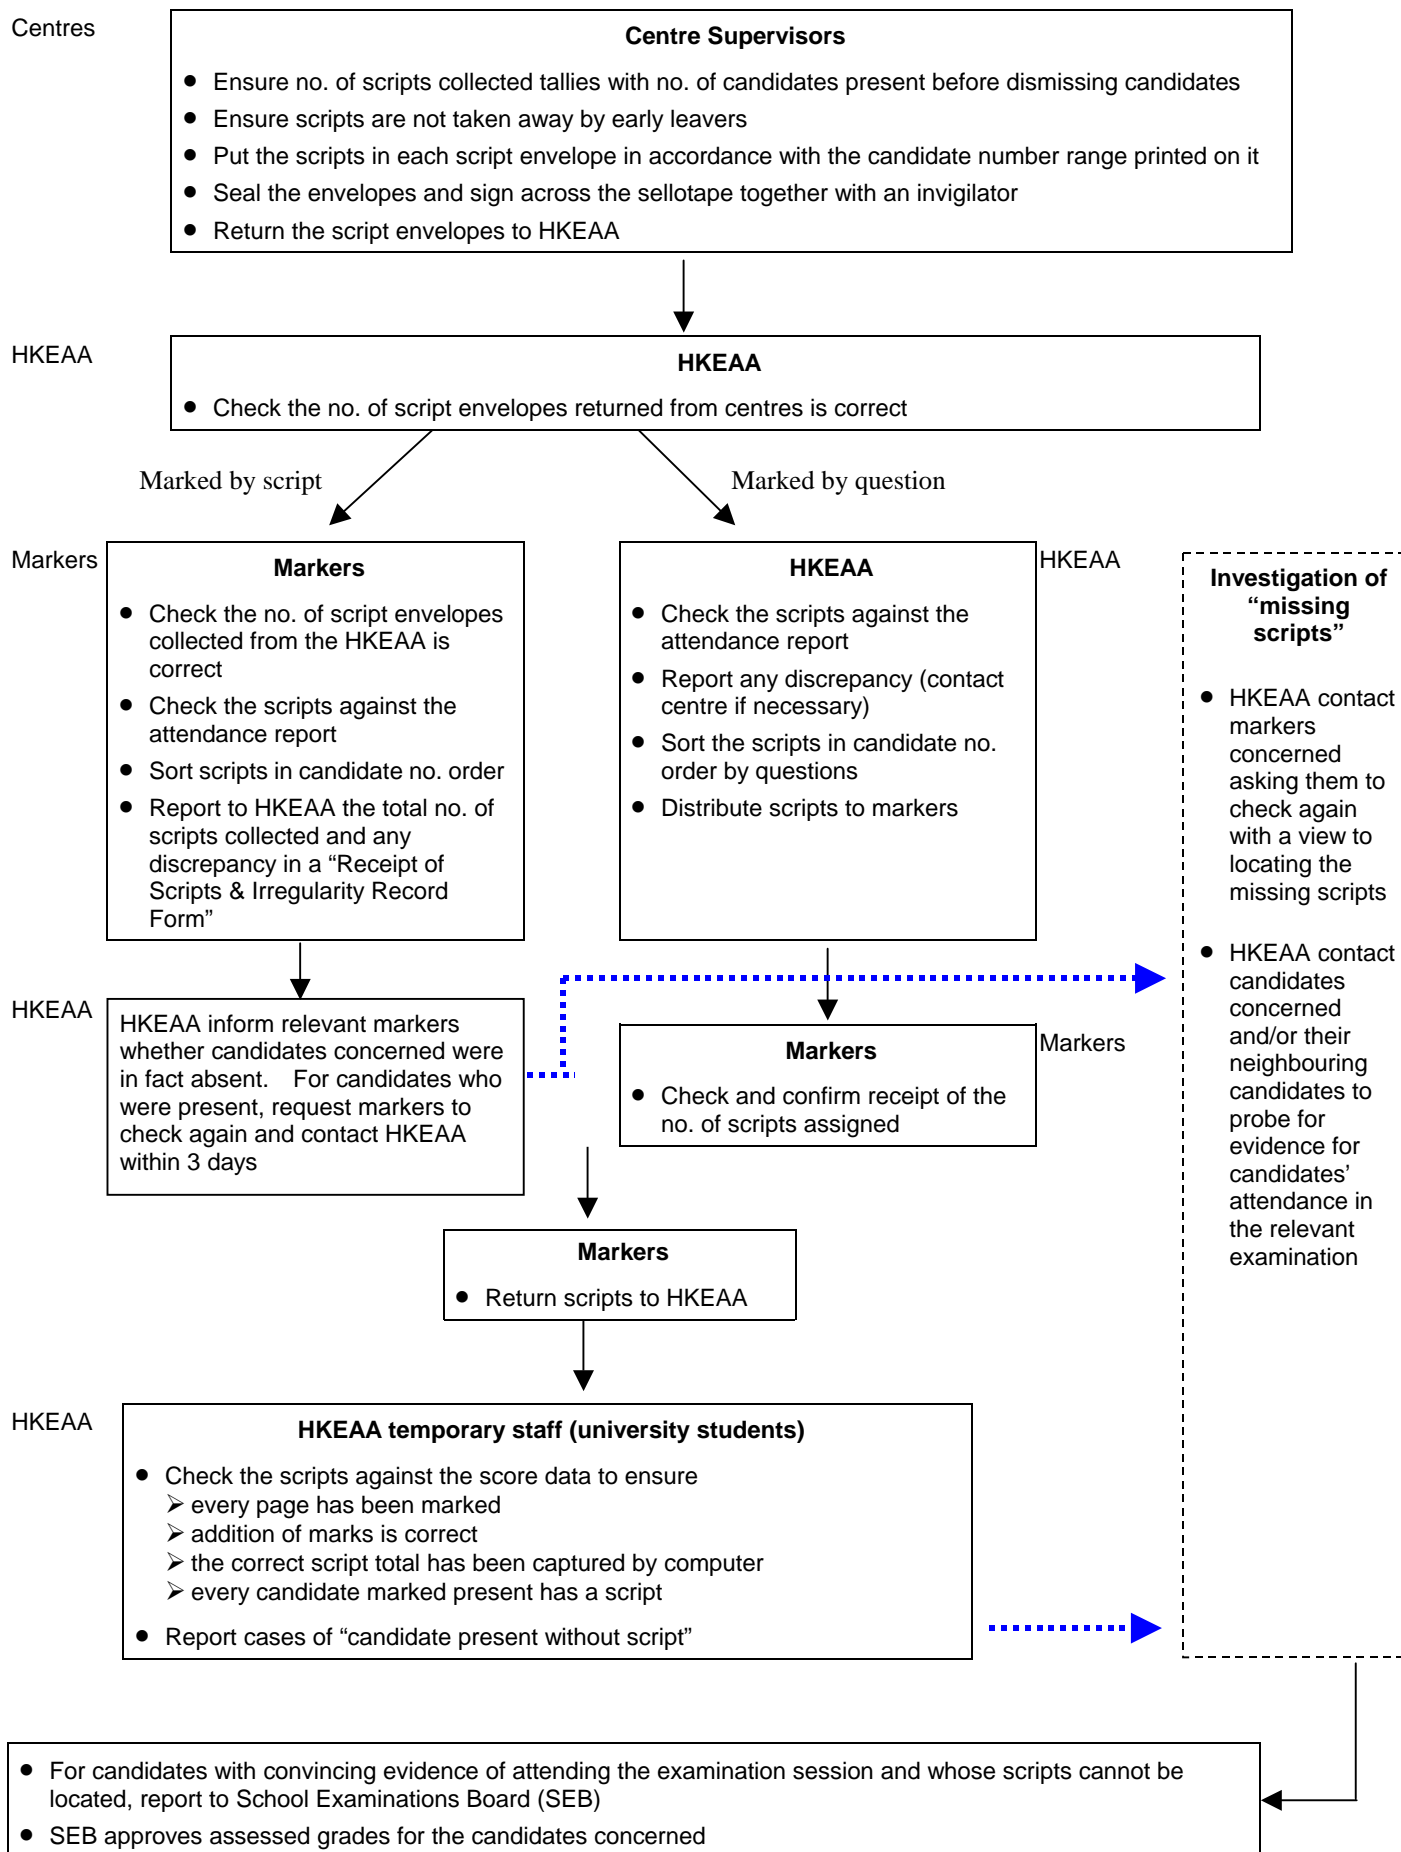 Centres
Centre Supervisors
● Ensure no. of scripts collected tallies with no. of candidates present before dismissing candidates
● Ensure scripts are not taken away by early leavers
● Put the scripts in each script envelope in accordance with the candidate number range printed on it
● Seal the envelopes and sign across the sellotape together with an invigilator
● Return the script envelopes to HKEAA
HKEAA
HKEAA
● Check the no. of script envelopes returned from centres is correct
Marked by script
Marked by question
Markers
Markers
● Check the no. of script envelopes
collected from the HKEAA is
correct
● Check the scripts against the
attendance report
● Sort scripts in candidate no. order
● Report to HKEAA the total no. of
scripts collected and any
discrepancy in a “Receipt of
Scripts & Irregularity Record
Form”
HKEAA
HKEAA
● Check the scripts against the
attendance report
● Report any discrepancy (contact
centre if necessary)
● Sort the scripts in candidate no.
order by questions
● Distribute scripts to markers
Investigation of
“missing
scripts”
● HKEAA contact
markers
concerned
asking them to
check again
with a view to
locating the
missing scripts
● HKEAA contact
candidates
concerned
and/or their
neighbouring
candidates to
probe for
evidence for
candidates’
attendance in
the relevant
examination
HKEAA
HKEAA inform relevant markers
whether candidates concerned were
in fact absent. For candidates who
were present, request markers to
check again and contact HKEAA
within 3 days
Markers
Markers
● Check and confirm receipt of the
no. of scripts assigned
Markers
● Return scripts to HKEAA
HKEAA
HKEAA temporary staff (university students)
● Check the scripts against the score data to ensure
➢ every page has been marked
➢ addition of marks is correct
➢ the correct script total has been captured by computer
➢ every candidate marked present has a script
● Report cases of “candidate present without script”
● For candidates with convincing evidence of attending the examination session and whose scripts cannot be
located, report to School Examinations Board (SEB)
● SEB approves assessed grades for the candidates concerned